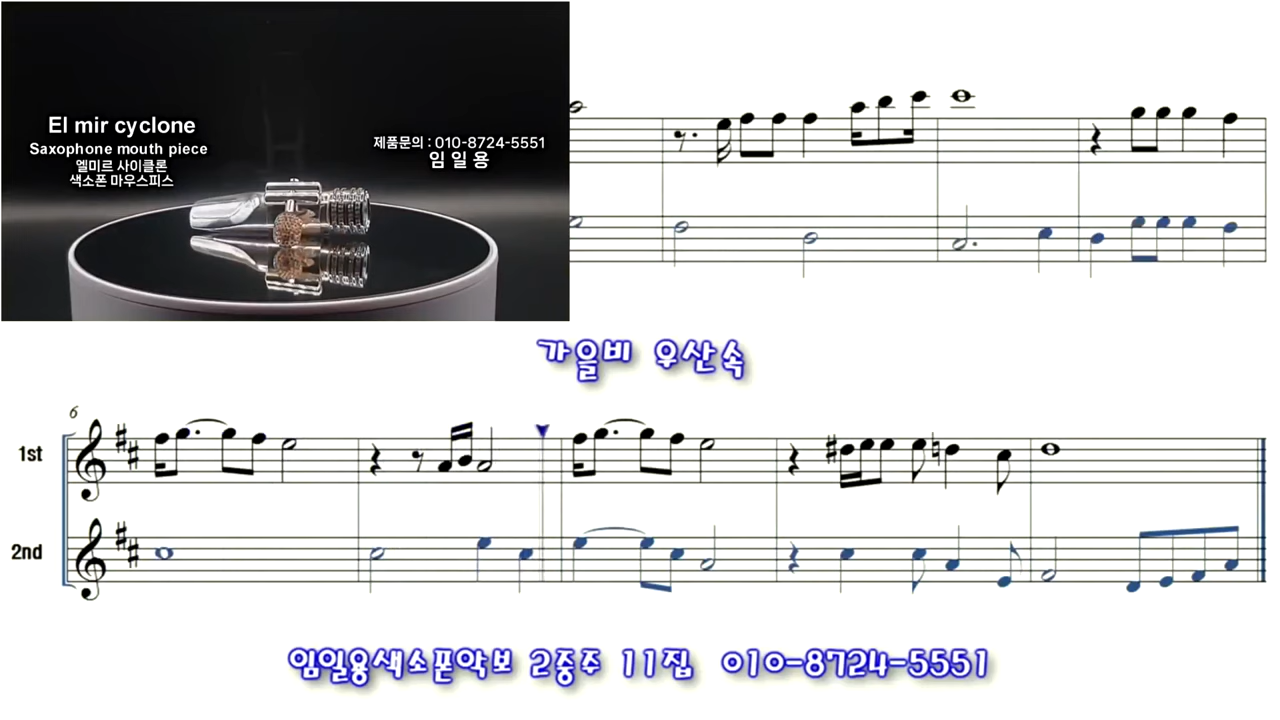 El mir cyclone
Saxophone mouth piece
엘미르 사이클론
색소폰 마우스피스
제품문의 : 010-8724-5551
임 일 용
가을비 우산속
6
1st
2nd
임일용색소폰악보 2중주 11집 010-8724-5551